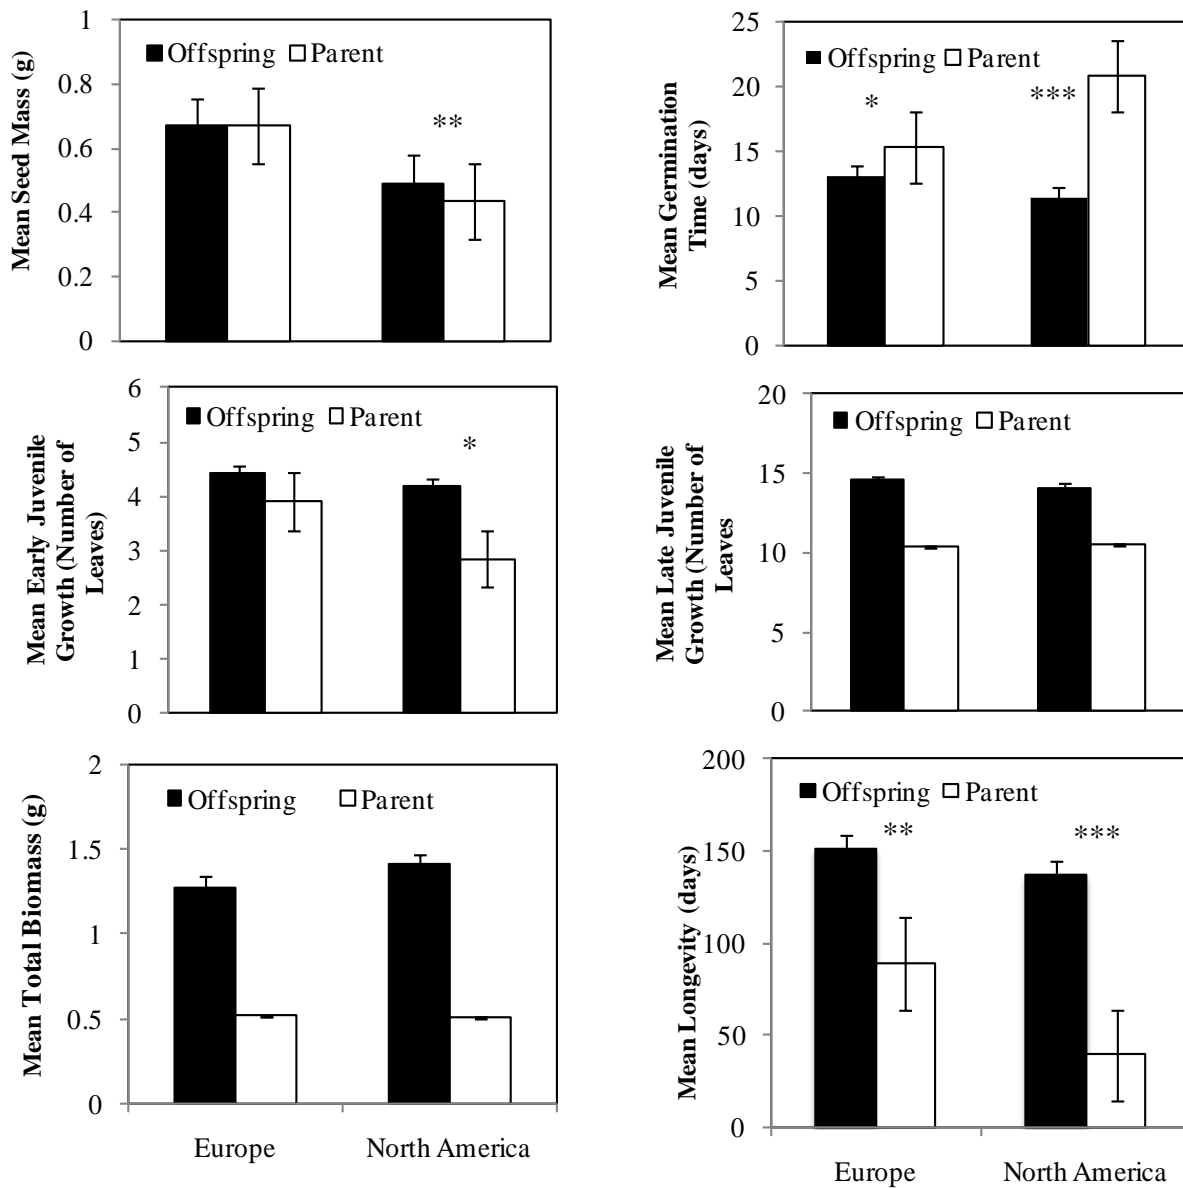 Mean Seed Mass (g)
1
0.8
0.6
0.4
0.2
0
Offspring Parent
**
Mean Germination
Time (days)
25
20
15
10
5
0
Offspring Parent
*
***
Mean Early Juvenile
Growth (Number of
Leaves)
6
5
4
3
2
1
0
Offspring Parent
*
Mean Late Juvenile
Growth (Number of
Leaves
20
15
10
5
0
Offspring Parent
Mean Total Biomass (g)
2
1.5
1
0.5
0
Offspring Parent
Europe North America
Mean Longevity (days)
200
150
100
50
0
Offspring Parent
**
***
Europe North America